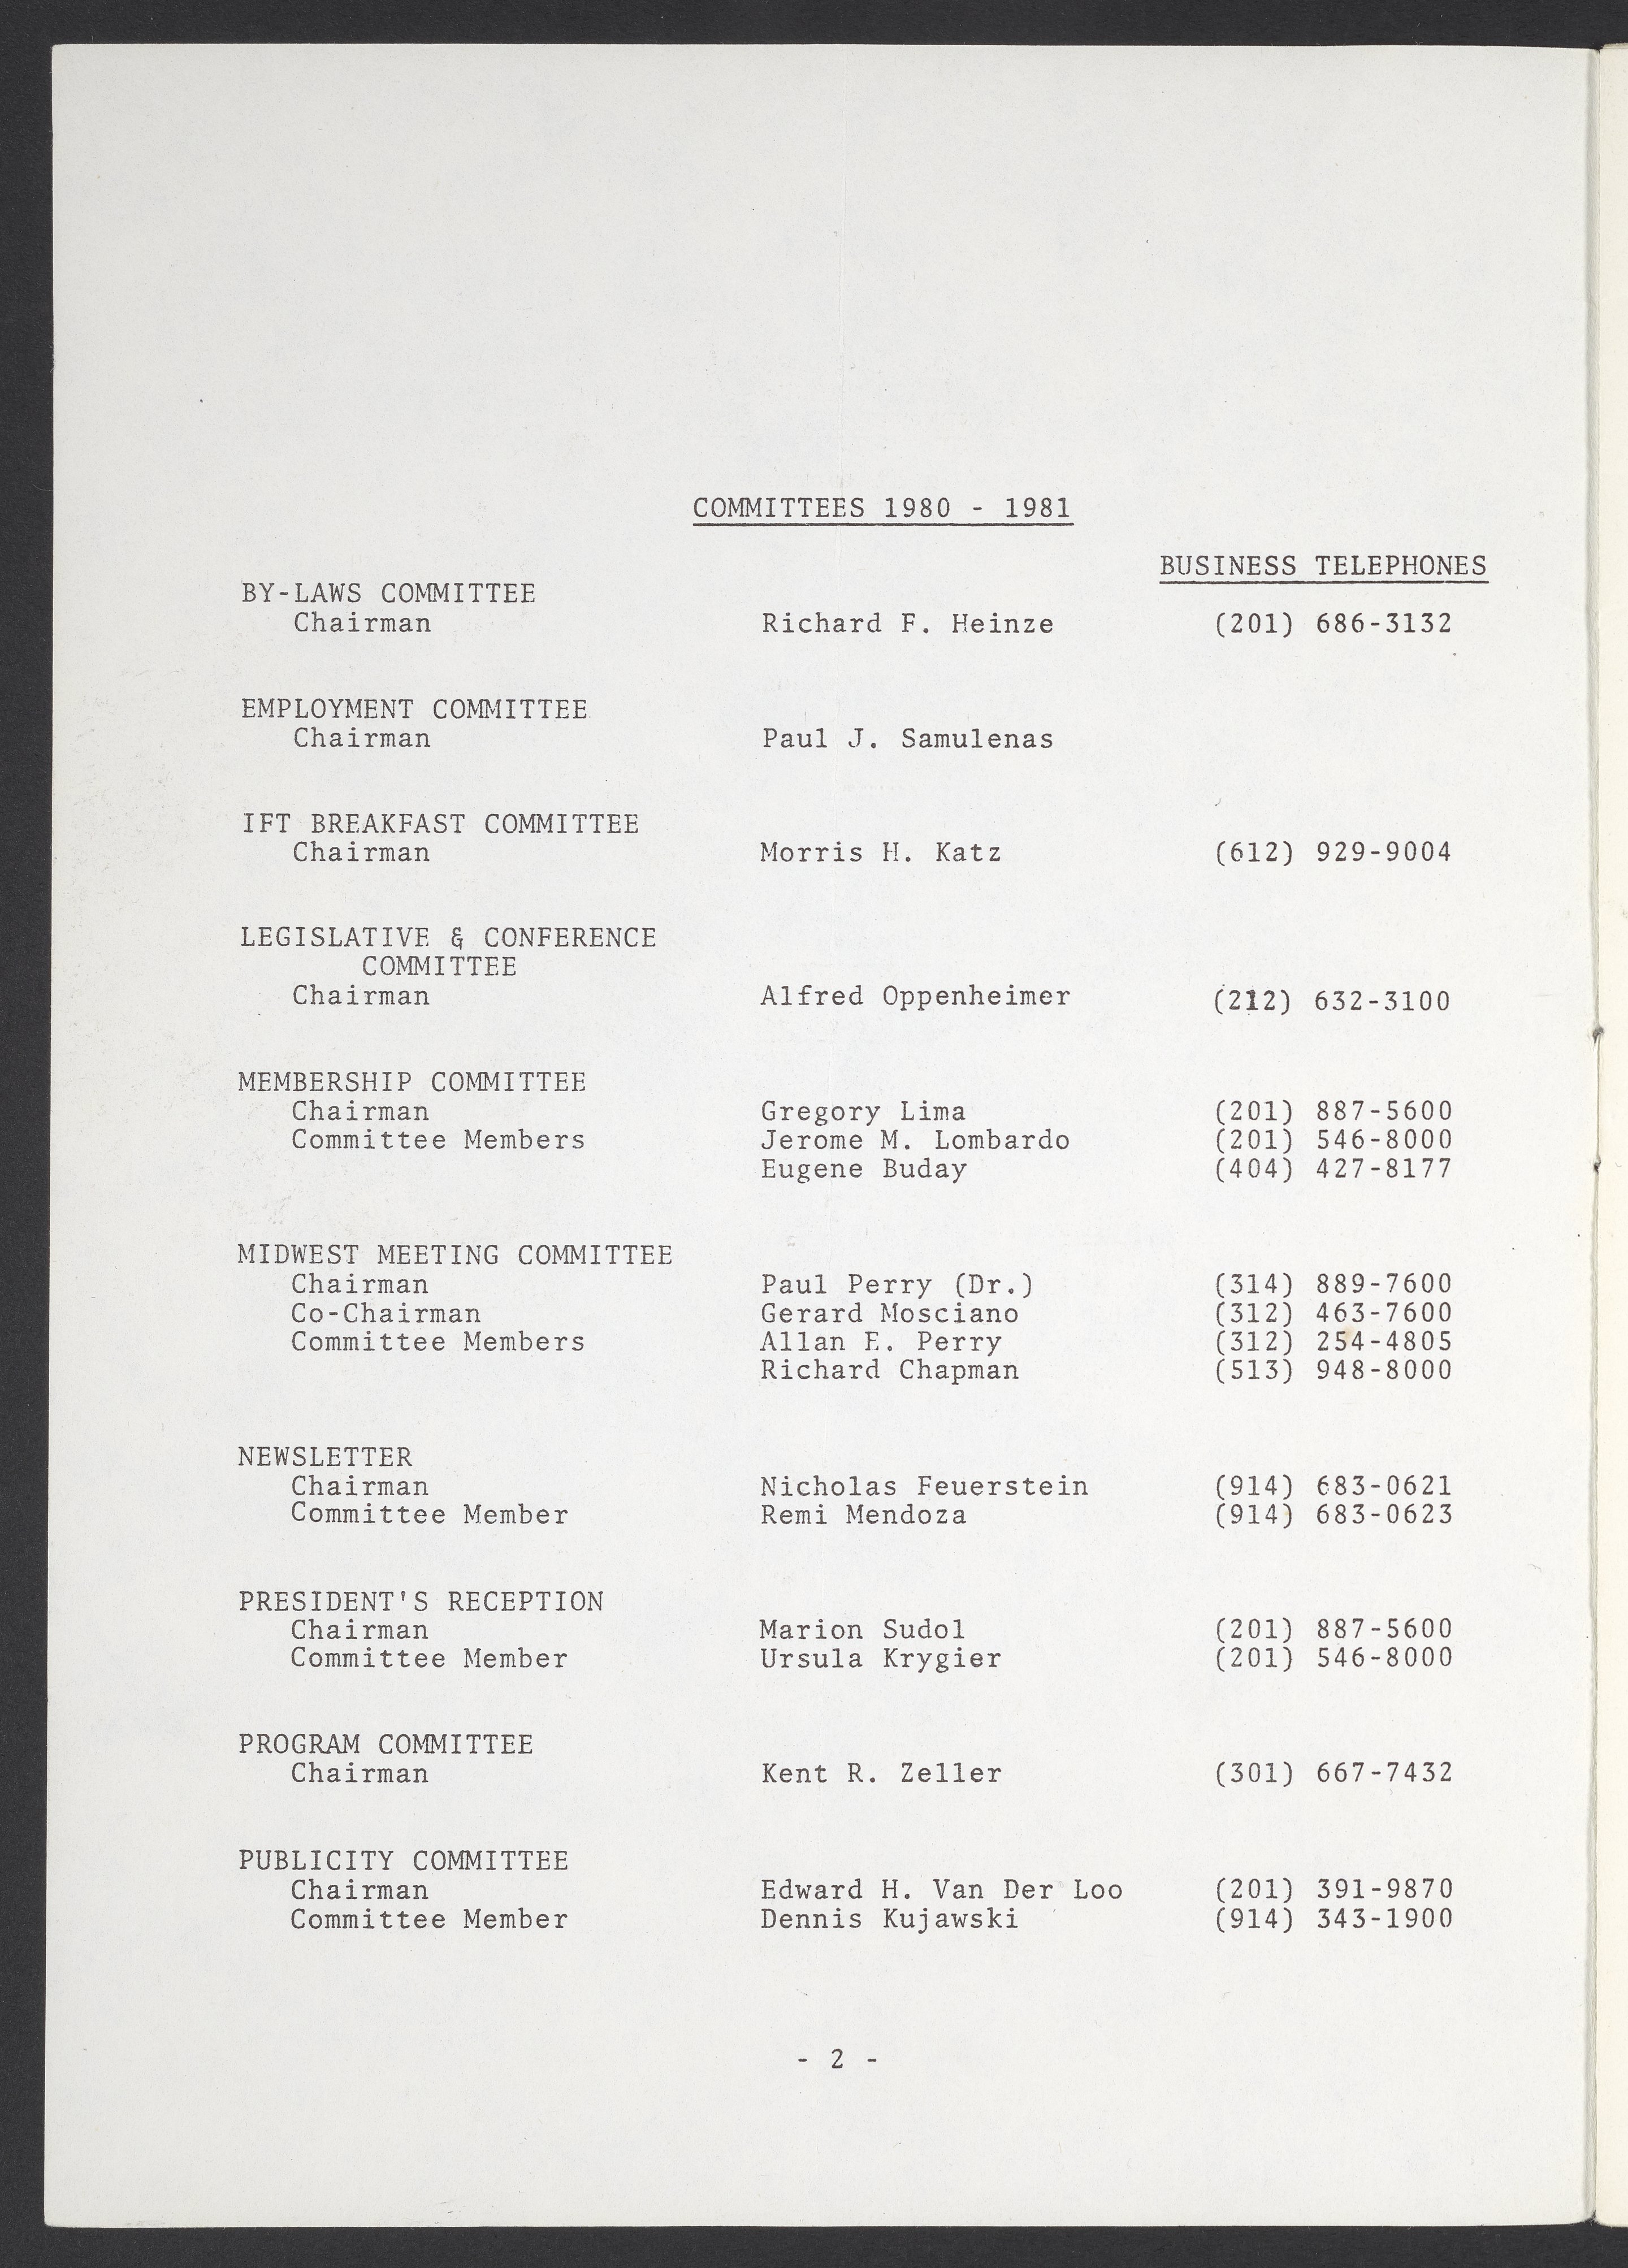 COMMITTEES 1980 - 1981
BUSINESS TELEPHONES
BY-LAWS COMMITTEE
Chairman Richard F. Heinze (201) 686-3132
EMPLOYMENT COMMITTEE
Chairman Paul J. Samulenas
IFT BREAKFAST COMMITTEE
Chairman Morris H. Katz (612) 929-9004
LEGISLATIVE & CONFERENCE
COMMITTEE
Chairman Alfred Oppenheimer (212) 632-3100
MEMBERSHIP COMMITTEE
Chairman Gregory Lima (201) 887-5600
Committee Members Jerome M. Lombardo (201) 546-8000
Eugene Buday (404) 427-8177
MIDWEST MEETING COMMITTEE
Chairman Paul Perry (Dr.) (314) 889-7600
Co-Chairman Gerard Mosciano (312) 463-7600
Committee Members Allan E. Perry (312) 254-4805
Richard Chapman (513) 948-8000
NEWSLETTER
Chairman Nicholas Feuerstein (914) 683-0621
Committee Member Remi Mendoza (914) 683-0623
PRESIDENT'S RECEPTION
Chairman Marion Sudol (201) 887-5600
Committee Member Ursula Krygier (201) 546-8000
PROGRAM COMMITTEE
Chairman Kent R. Zeller (301) 667-7432
PUBLICITY COMMITTEE
Chairman Edward H. Van Der Loo (201) 391-9870
Committee Member Dennis Kujawski (914) 343-1900
- 2 -